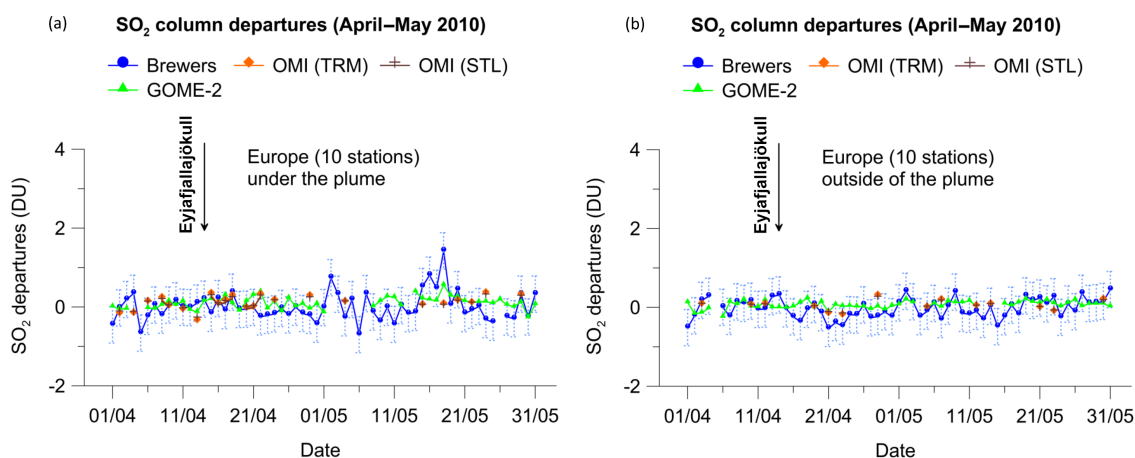 (a) SO2 column departures (April–May 2010)
Brewers OMI (TRM) OMI (STL)
GOME-2
Eyjafjallajökull
Europe (10 stations)
under the plume
SO2 departures (DU)
4
2
0
-2
01/04 11/04 21/04 01/05 11/05 21/05 31/05
Date
(b) SO2 column departures (April–May 2010)
Brewers OMI (TRM) OMI (STL)
GOME-2
Eyjafjallajökull
Europe (10 stations)
outside of the plume
SO2 departures (DU)
4
2
0
-2
01/04 11/04 21/04 01/05 11/05 21/05 31/05
Date